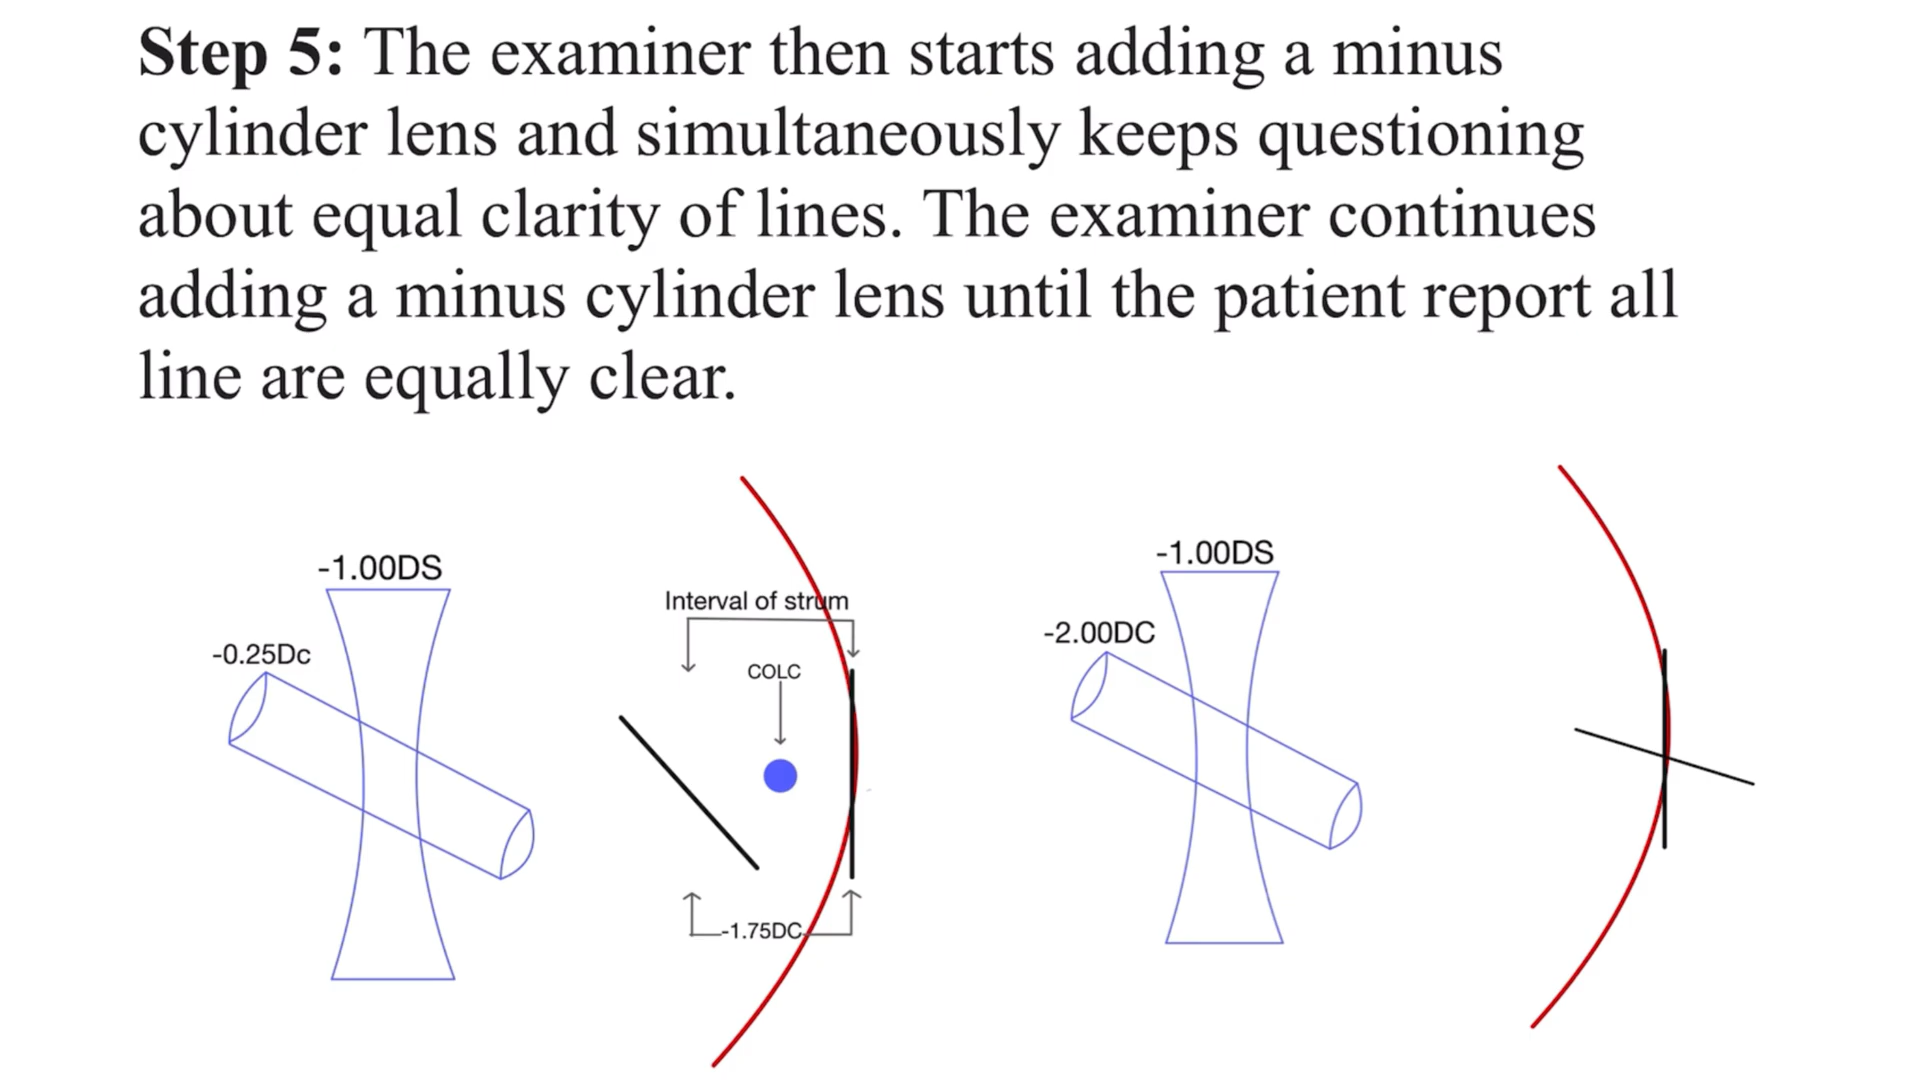 Step 5: The examiner then starts adding a minus
cylinder lens and simultaneously keeps questioning
about equal clarity of lines. The examiner continues
adding a minus cylinder lens until the patient report all
line are equally clear.
-1.00DS
-0.25Dc
Interval of strum
COLC
-1.75DC
-1.00DS
-2.00DC